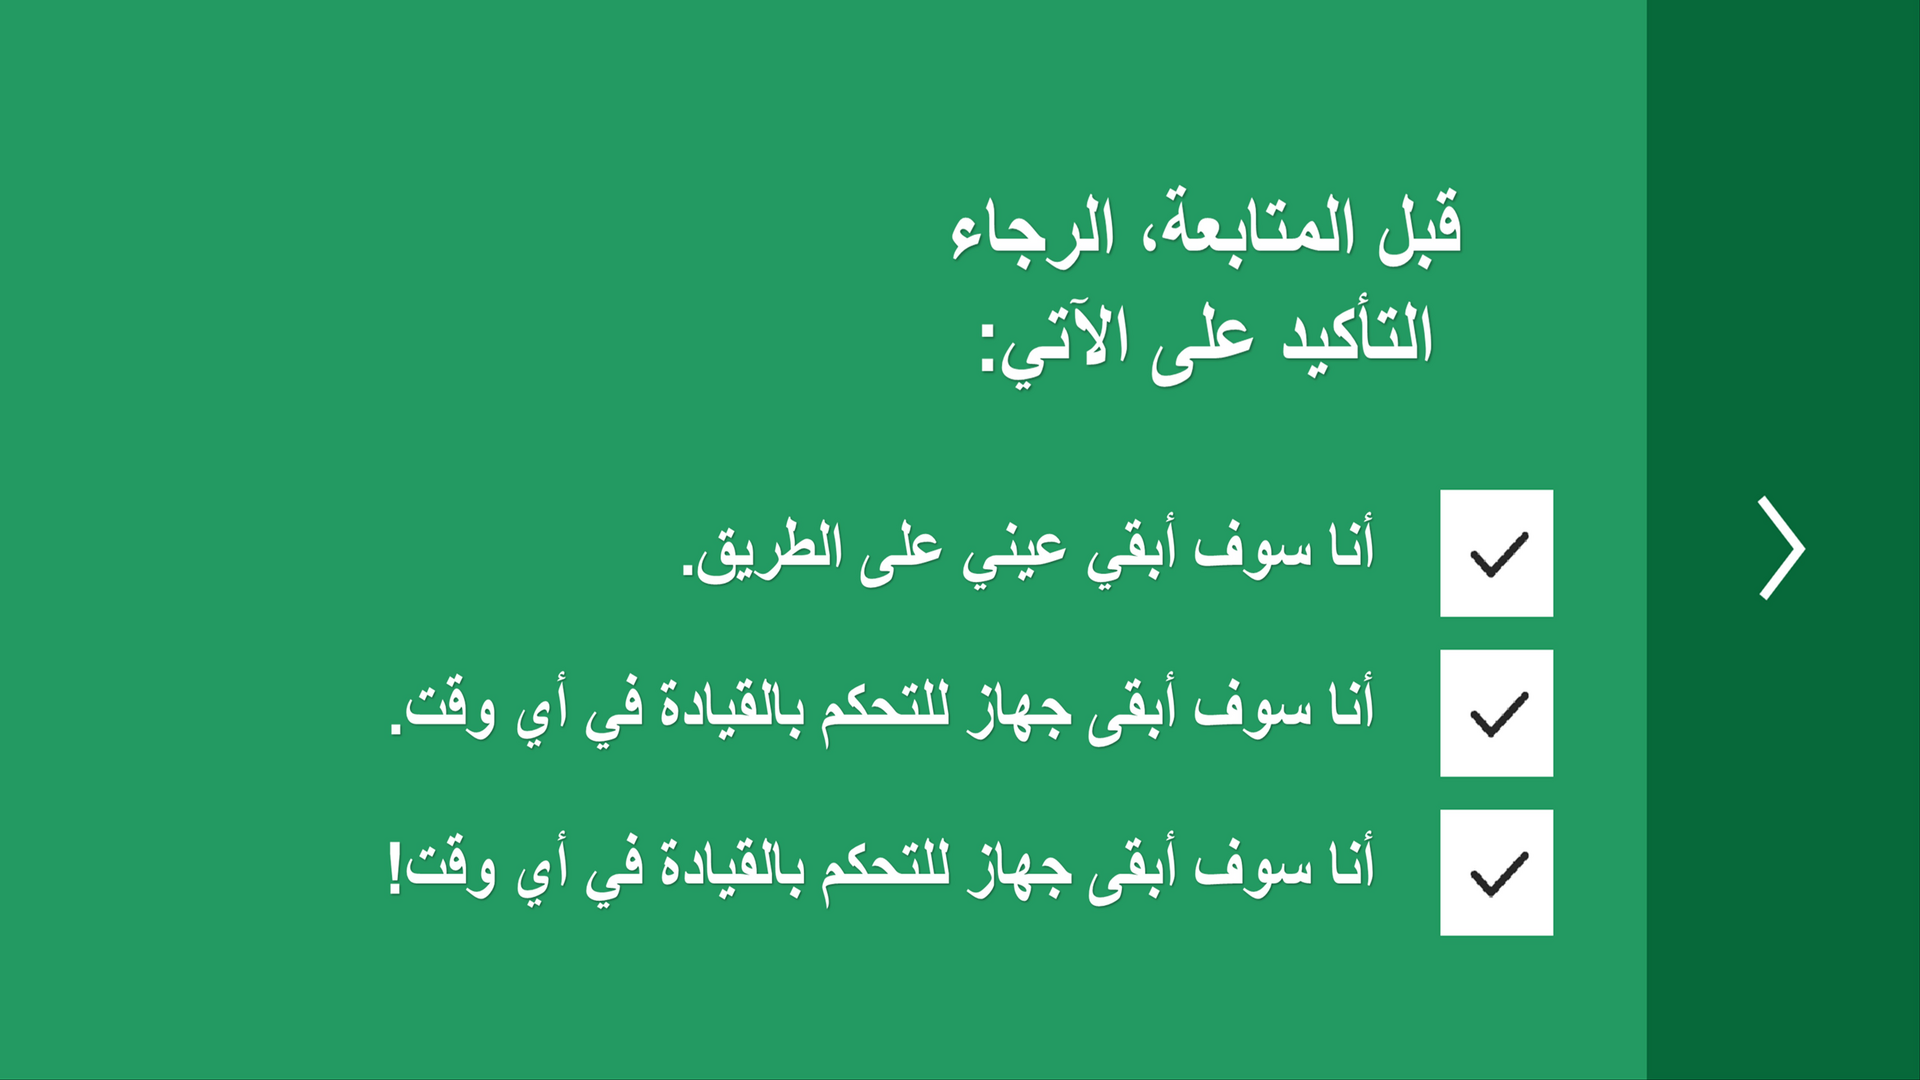 قبل المتابعة، الرجاء
التأكيد على الآتي:
أنا سوف أبقي عيني على الطريق.
أنا سوف أبقى جهاز للتحكم بالقيادة في أي وقت.
أنا سوف أبقى جهاز للتحكم بالقيادة في أي وقت!